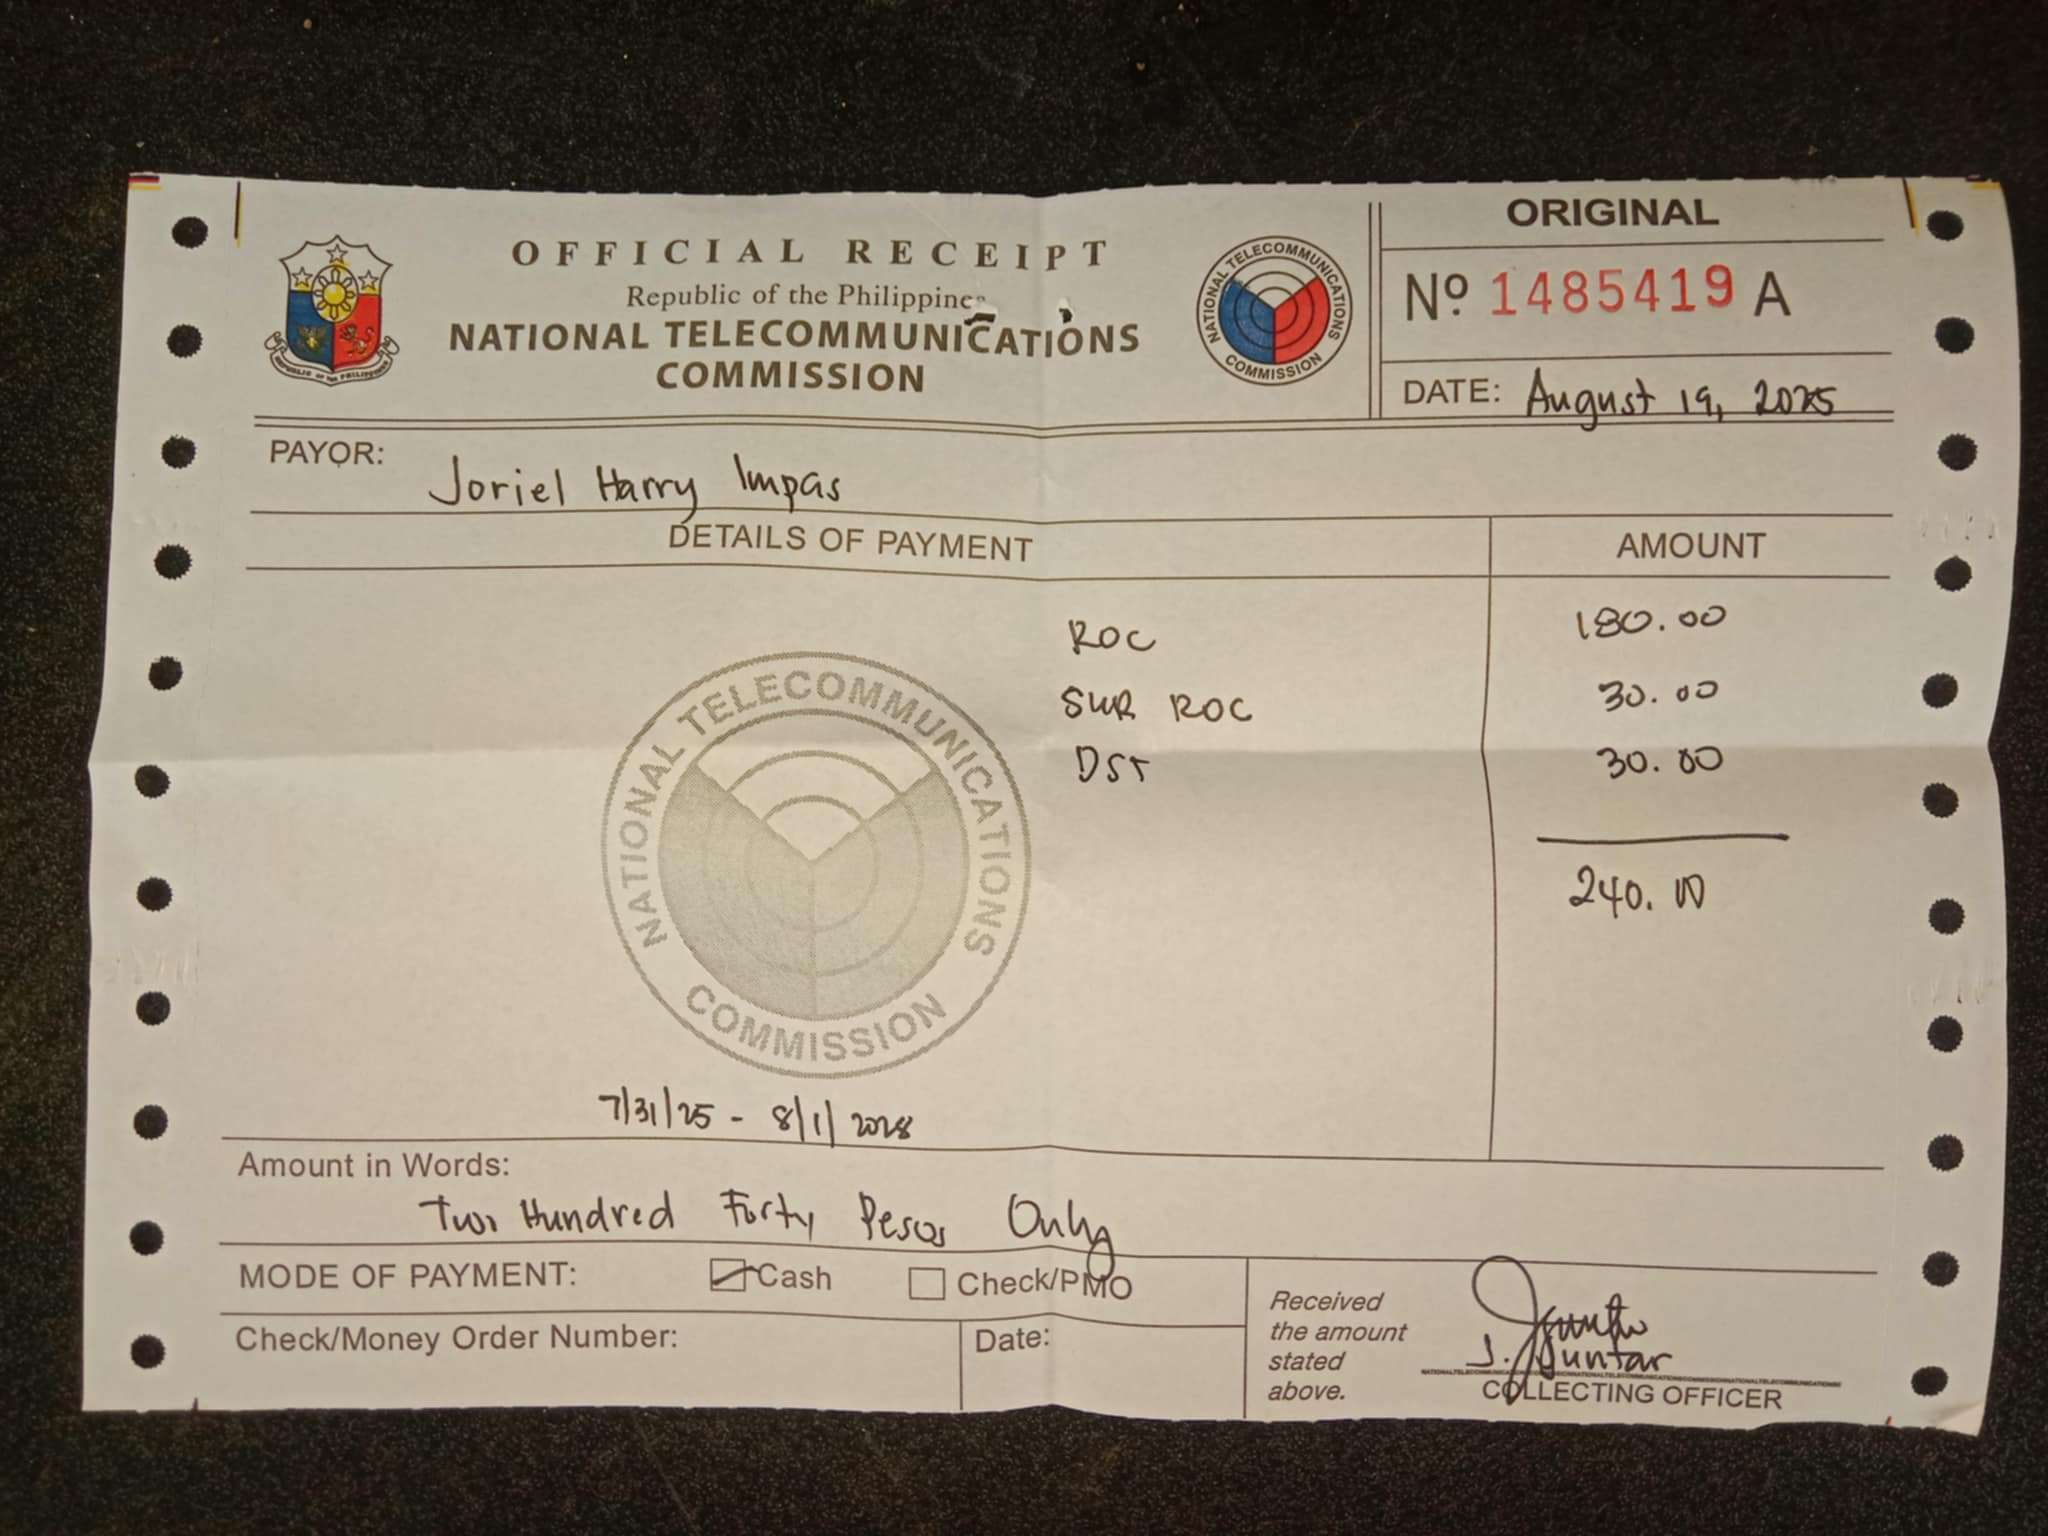 OFFICIAL RECEIPT
Republic of the Philippines
NATIONAL TELECOMMUNICATIONS
COMMISSION
REPUBLIC OF THE PHILIPPINES
NATIONAL TELECOMMUNICATIONS COMMISSION
ORIGINAL
Nº 1485419 A
DATE: August 19, 2025
PAYOR: Joriel Harry Impas
DETAILS OF PAYMENT AMOUNT
ROC 180.00
SUR ROC 30.00
DST 30.00
240.00
NATIONAL TELECOMMUNICATIONS COMMISSION
7/31/25 - 8/1/2028
Amount in Words:
Two Hundred Forty Pesos Only
MODE OF PAYMENT: Cash Check/PMO
Check/Money Order Number: Date:
Received
the amount
stated
above.
J. Duntar
COLLECTING OFFICER